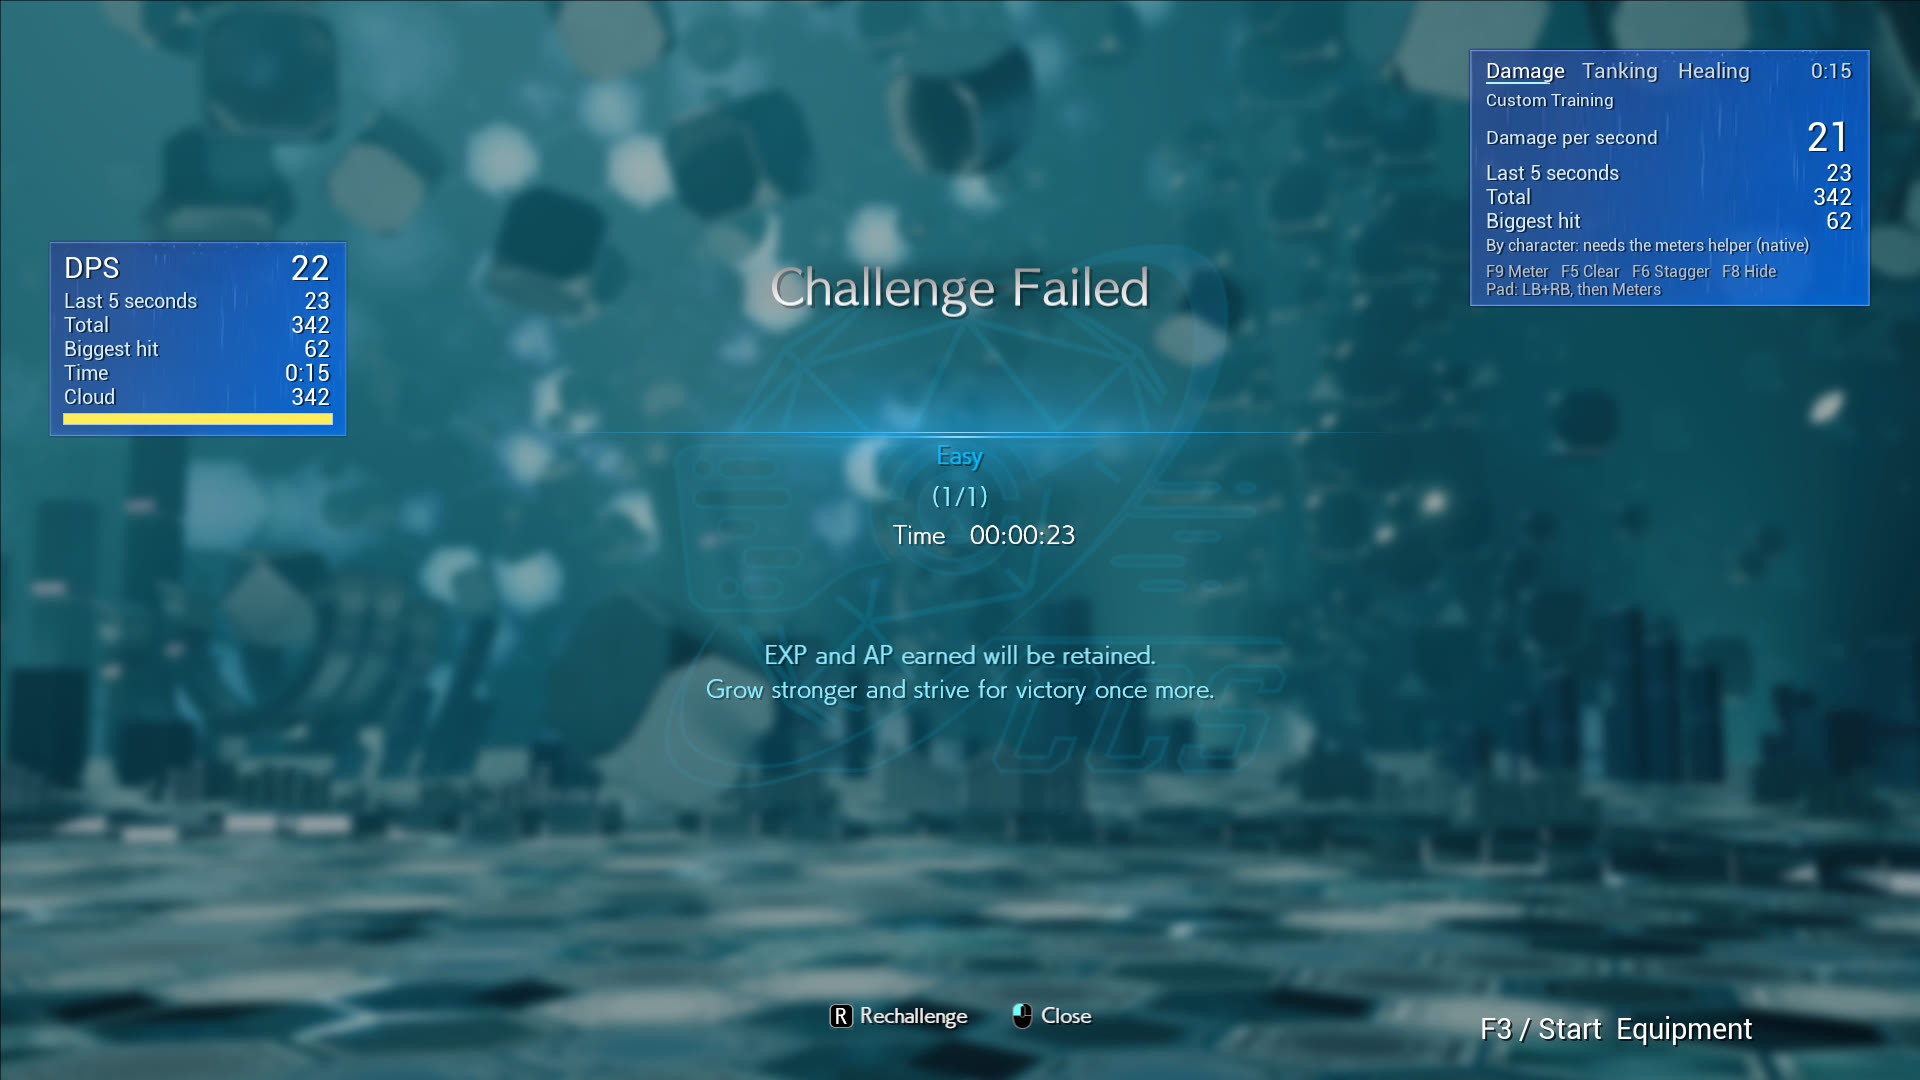 Damage Tanking Healing 0:15
Custom Training
Damage per second 21
Last 5 seconds 23
Total 342
Biggest hit 62
By character: needs the meters helper (native)
F9 Meter F5 Clear F6 Stagger F8 Hide
Pad: LB+RB, then Meters
DPS 22
Last 5 seconds 23
Total 342
Biggest hit 62
Time 0:15
Cloud 342
Challenge Failed
Easy
(1/1)
Time 00:00:23
EXP and AP earned will be retained.
Grow stronger and strive for victory once more.
CCS
R Rechallenge Close
F3 / Start Equipment